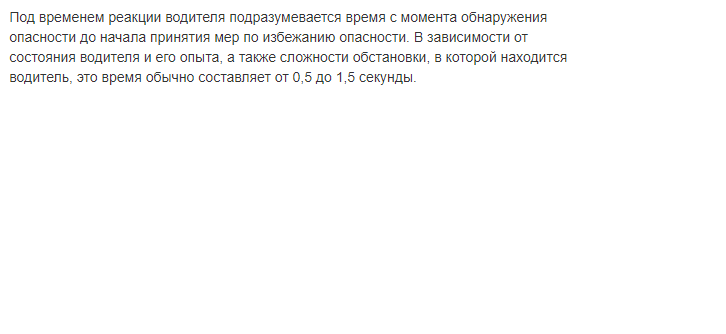 Под временем реакции водителя подразумевается время с момента обнаружения
опасности до начала принятия мер по избежанию опасности. В зависимости от
состояния водителя и его опыта, а также сложности обстановки, в которой находится
водитель, это время обычно составляет от 0,5 до 1,5 секунды.